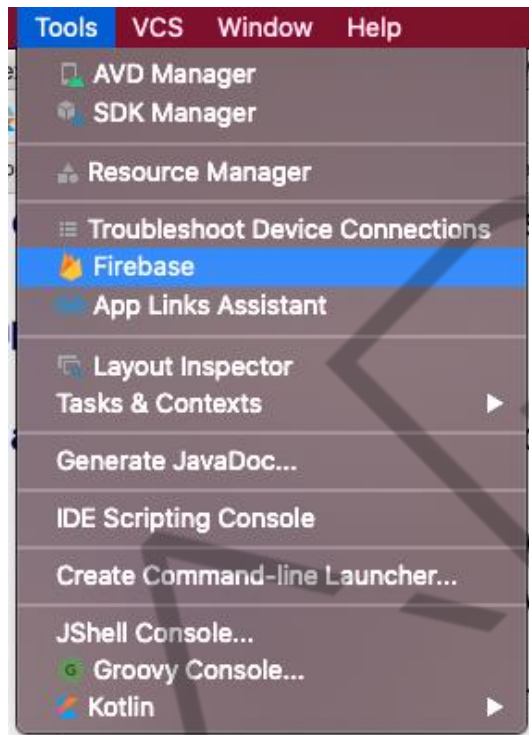 Tools VCS Window Help
AVD Manager
SDK Manager
Resource Manager
Troubleshoot Device Connections
Firebase
App Links Assistant
Layout Inspector
Tasks & Contexts
Generate JavaDoc...
IDE Scripting Console
Create Command-line Launcher...
JShell Console...
G Groovy Console...
Kotlin